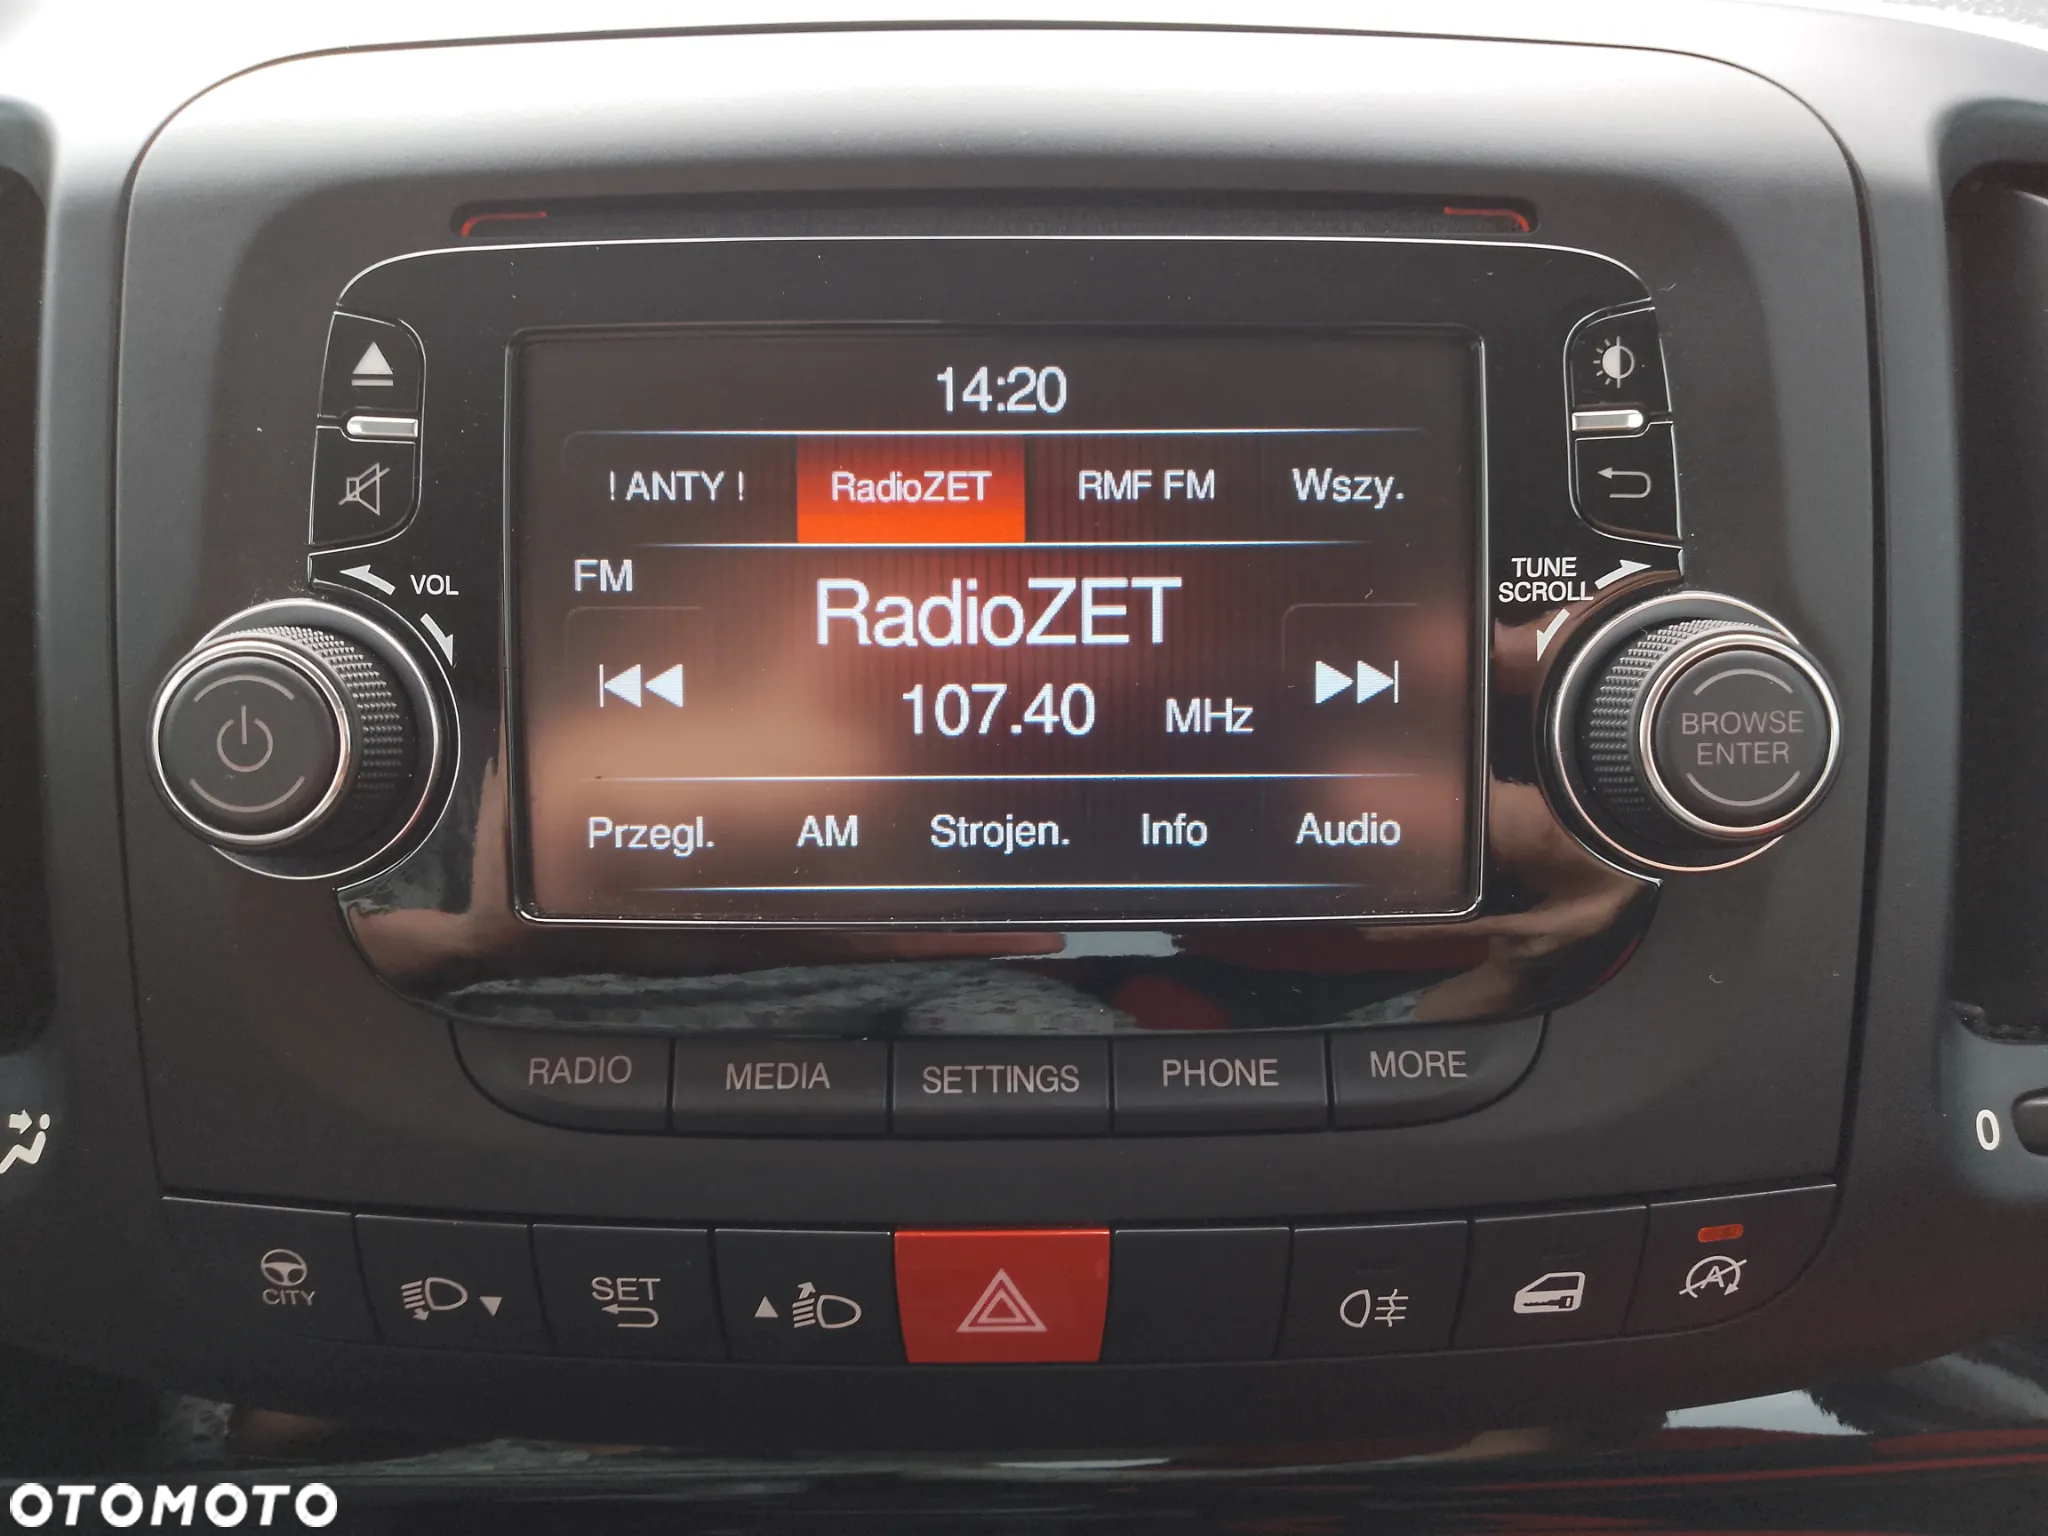 14:20
! ANTY ! RadioZET RMF FM Wszy.
FM
RadioZET
107.40 MHz
Przegl. AM Strojen. Info Audio
VOL
TUNE
SCROLL
BROWSE
ENTER
RADIO MEDIA SETTINGS PHONE MORE
0
CITY
SET
A
OTOMOTO